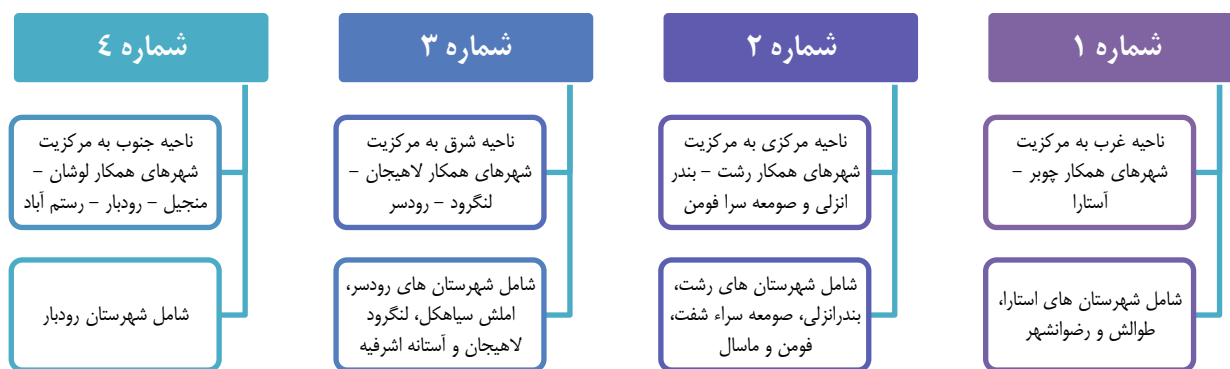 شماره ۱
ناحیه غرب به مرکزیت
شهرهای همکار چوبر –
آستارا
شامل شهرستان های استارا،
طوالش و رضوانشهر
شماره ۲
ناحیه مرکزی به مرکزیت
شهرهای همکار رشت – بندر
انزلی و صومعه سرا فومن
شامل شهرستان های رشت،
بندرانزلی، صومعه سراء شفت،
فومن و ماسال
شماره ۳
ناحیه شرق به مرکزیت
شهرهای همکار لاهیجان –
لنگرود – رودسر
شامل شهرستان های رودسر،
املش سیاهکل، لنگرود
لاهیجان و آستانه اشرفیه
شماره ٤
ناحیه جنوب به مرکزیت
شهرهای همکار لوشان –
منجیل – رودبار – رستم آباد
شامل شهرستان رودبار